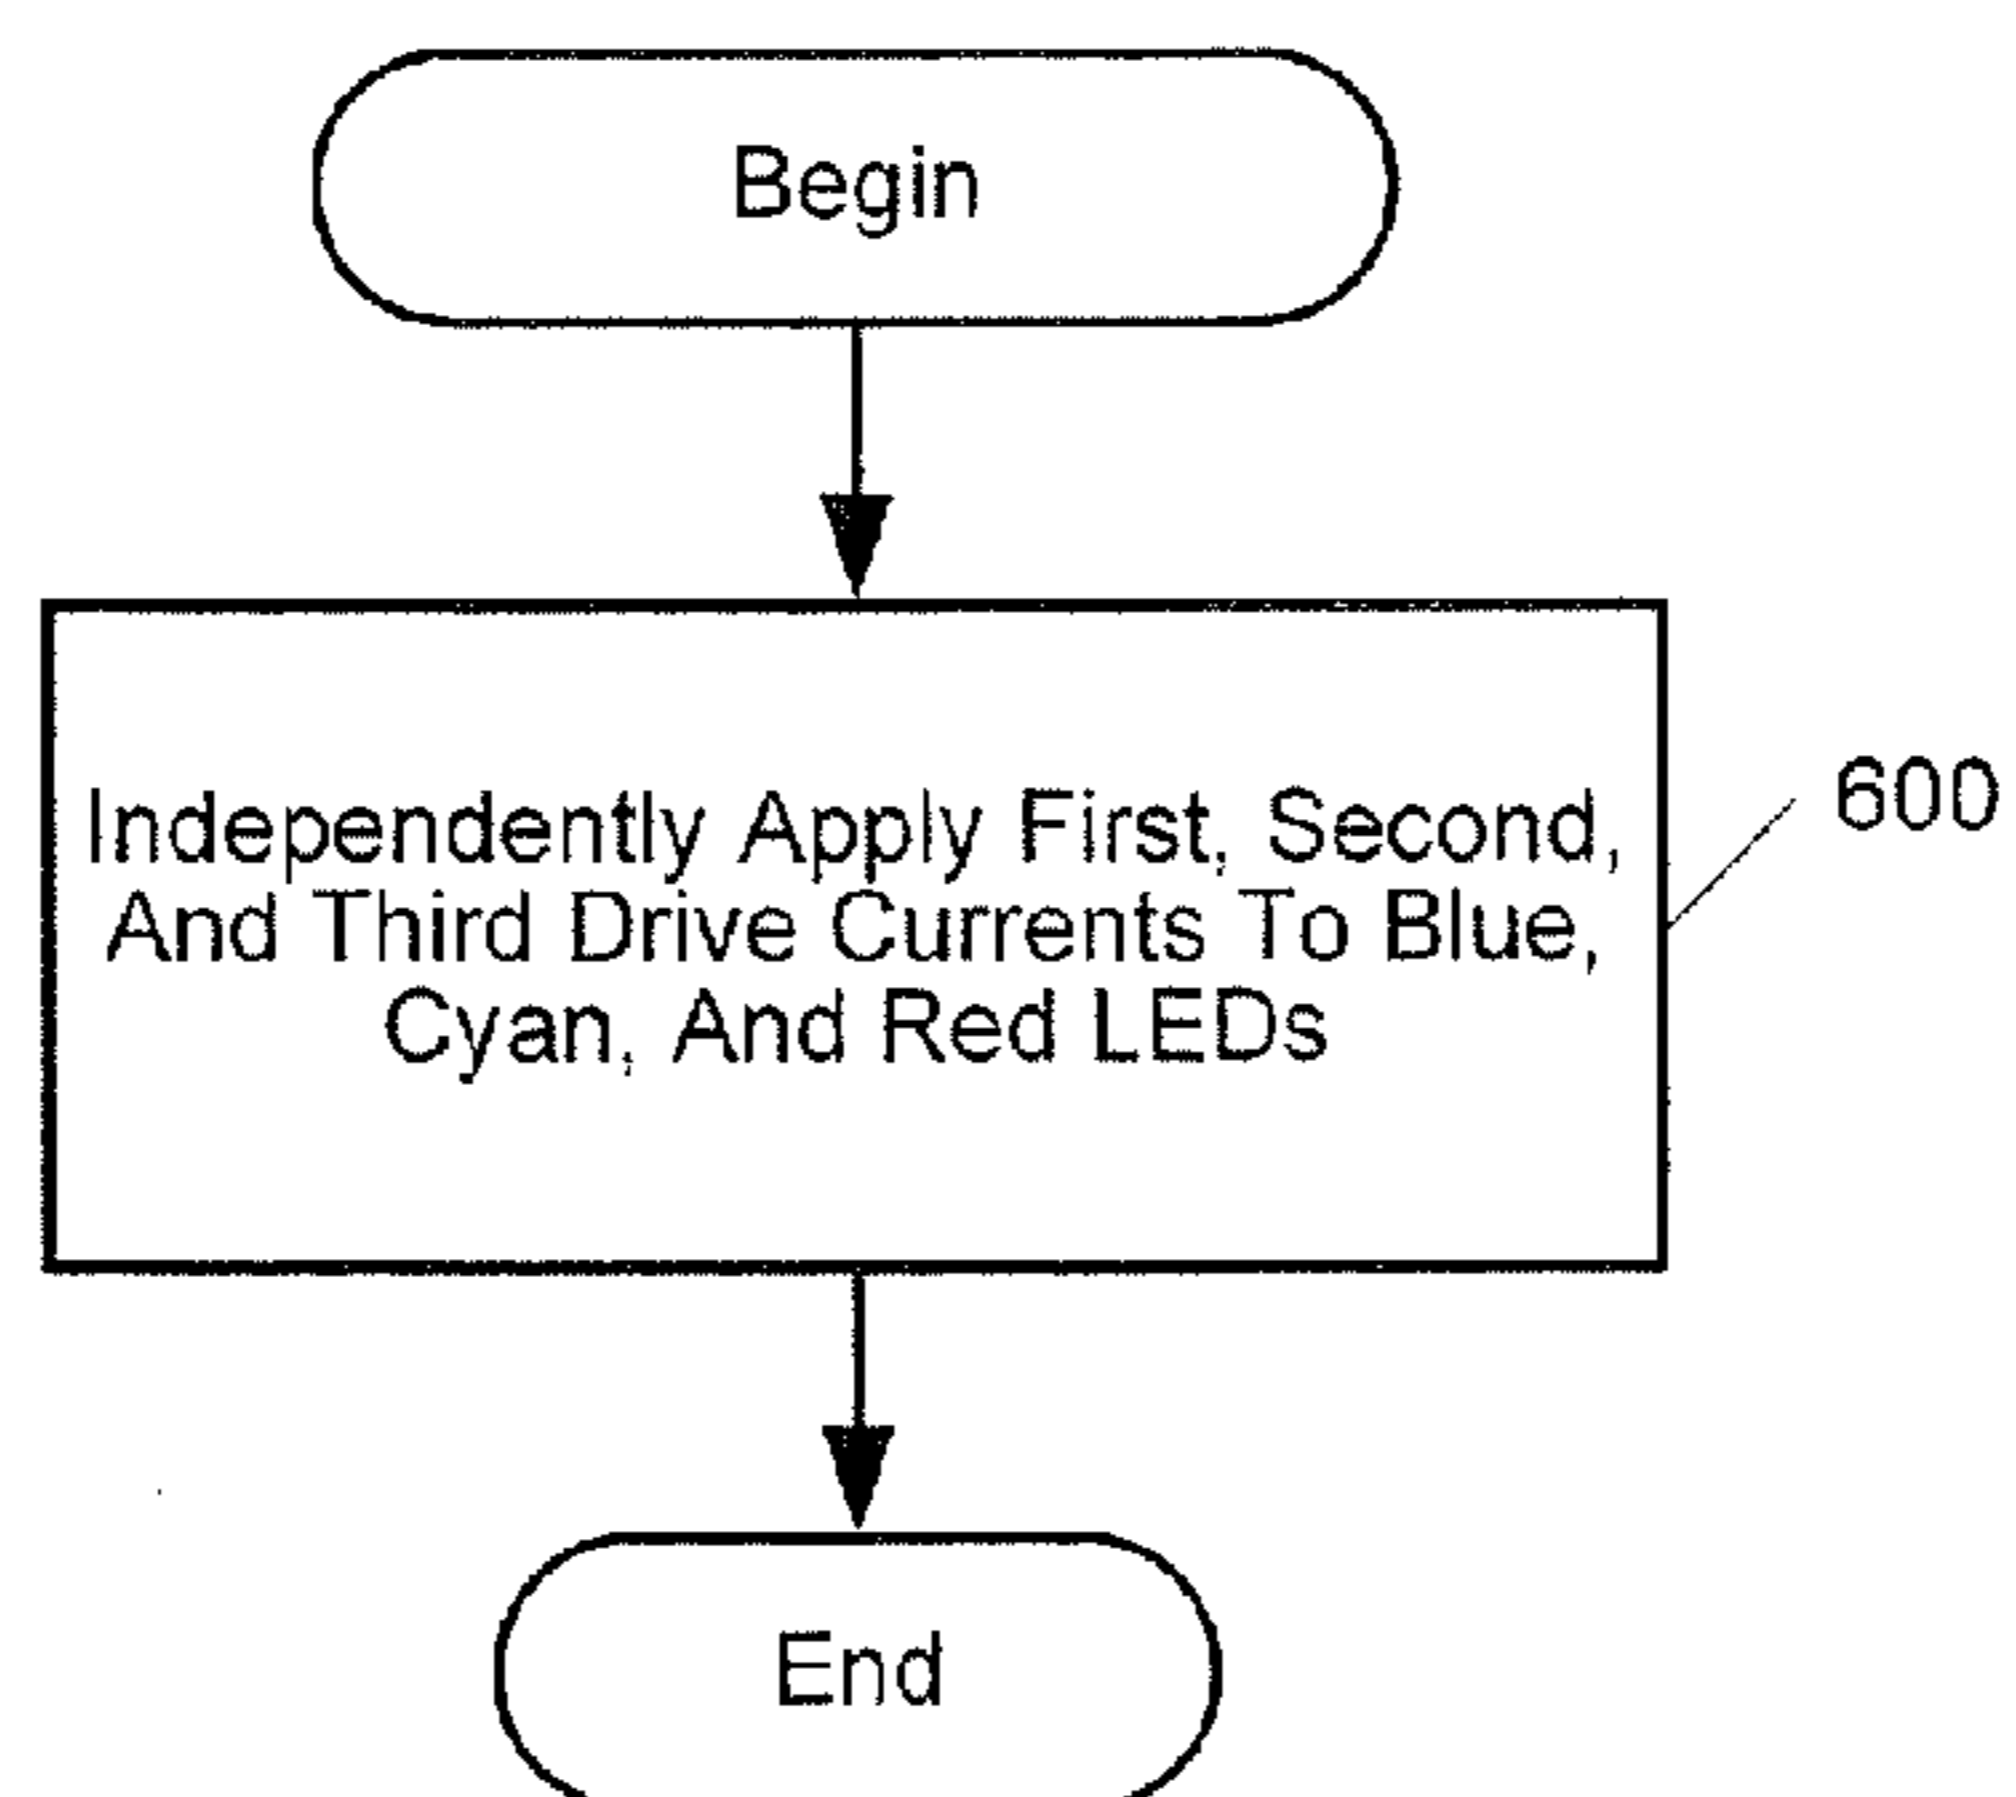 Begin
Independently Apply First, Second,
And Third Drive Currents To Blue,
Cyan, And Red LEDs
600
End